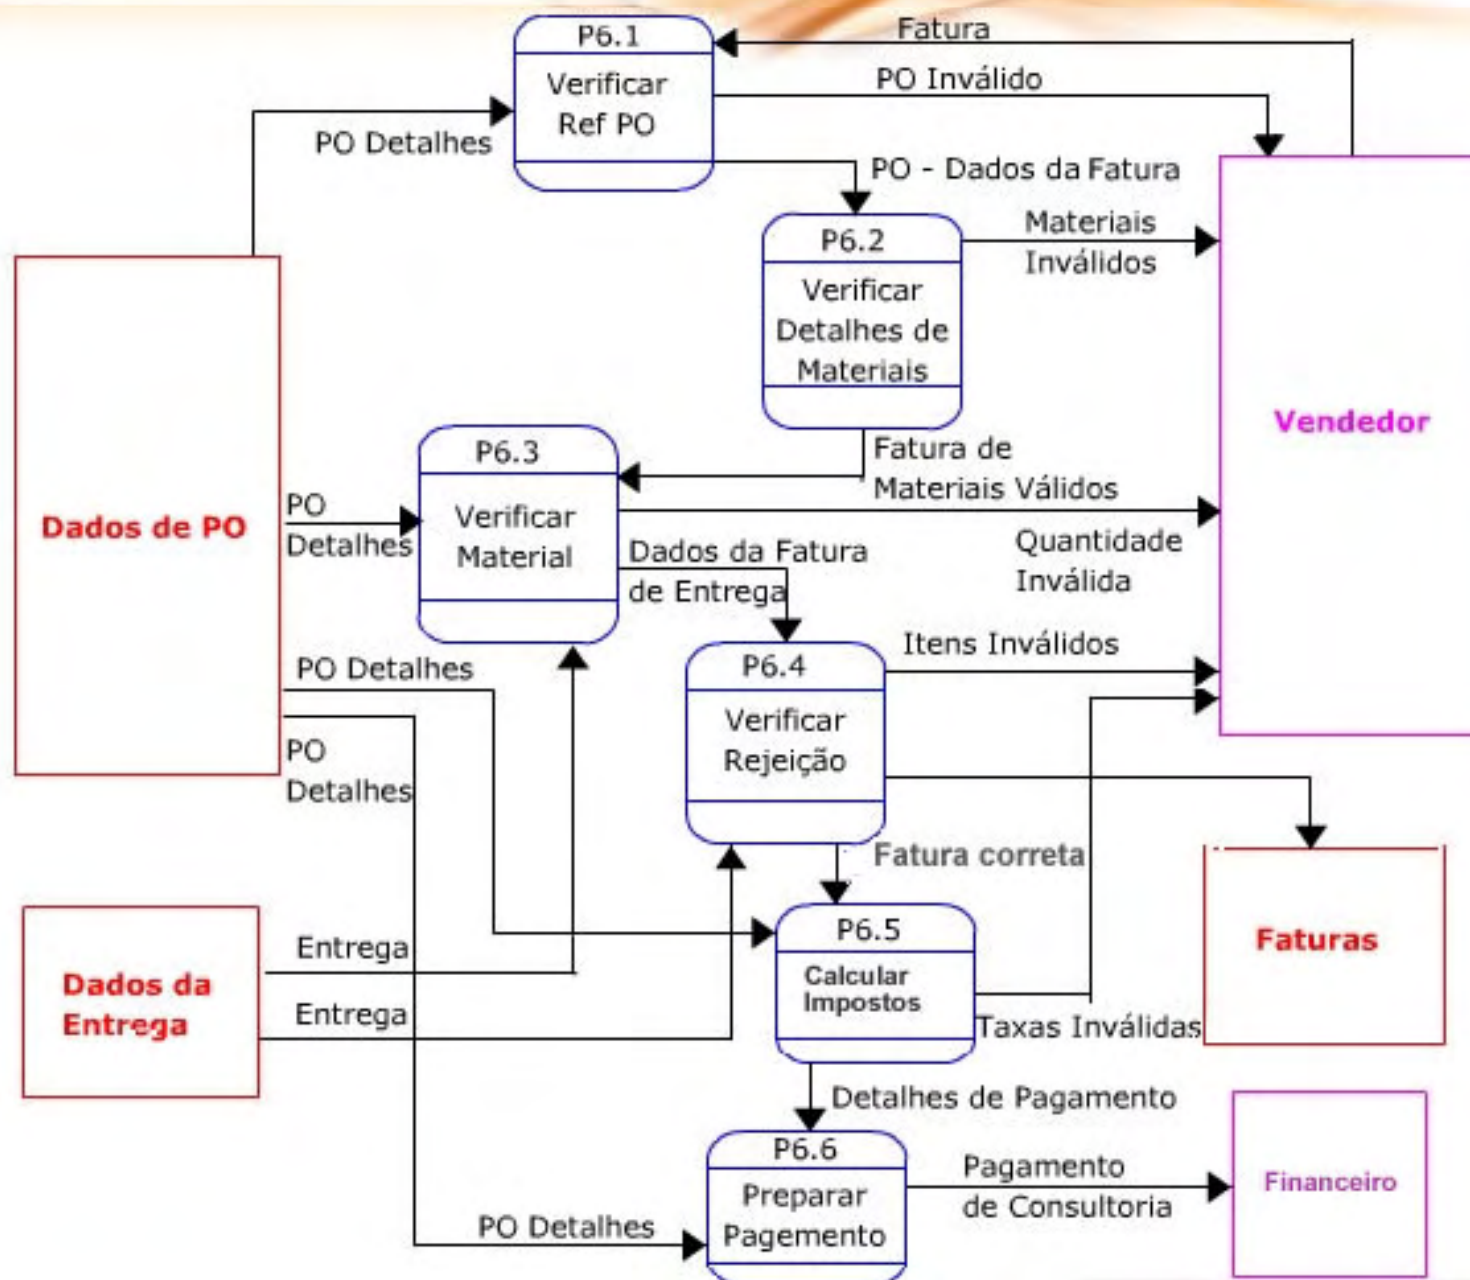 P6.1
Verificar
Ref PO
Fatura
PO Inválido
PO Detalhes
PO - Dados da Fatura
P6.2
Verificar
Detalhes de
Materiais
Materiais
Inválidos
Vendedor
Fatura de
Materiais Válidos
P6.3
Verificar
Material
Dados de PO
PO
Detalhes
Quantidade
Inválida
Dados da Fatura
de Entrega
Itens Inválidos
PO Detalhes
P6.4
Verificar
Rejeição
PO
Detalhes
Fatura correta
P6.5
Calcular
Impostos
Faturas
Entrega
Dados da
Entrega
Entrega
Taxas Inválidas
Detalhes de Pagamento
P6.6
Preparar
Pagemento
Pagamento
de Consultoria
Financeiro
PO Detalhes